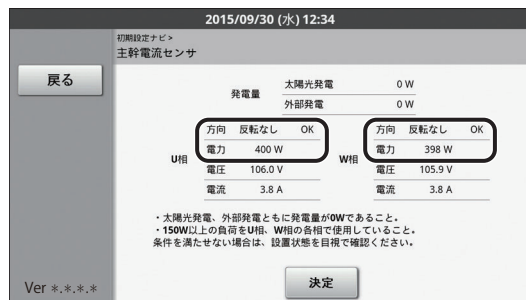 2015/09/30 (水) 12:34
初期設定ナビ>
主幹電流センサ
戻る
発電量
太陽光発電 0 W
外部発電 0 W
U相
方向 反転なし OK
電力 400 W
電圧 106.0 V
電流 3.8 A
W相
方向 反転なし OK
電力 398 W
電圧 105.9 V
電流 3.8 A
・太陽光発電、外部発電ともに発電量が0Wであること。
・150W以上の負荷をU相、W相の各相で使用していること。
条件を満たせない場合は、設置状態を目視で確認ください。
決定
Ver *.*.*.*